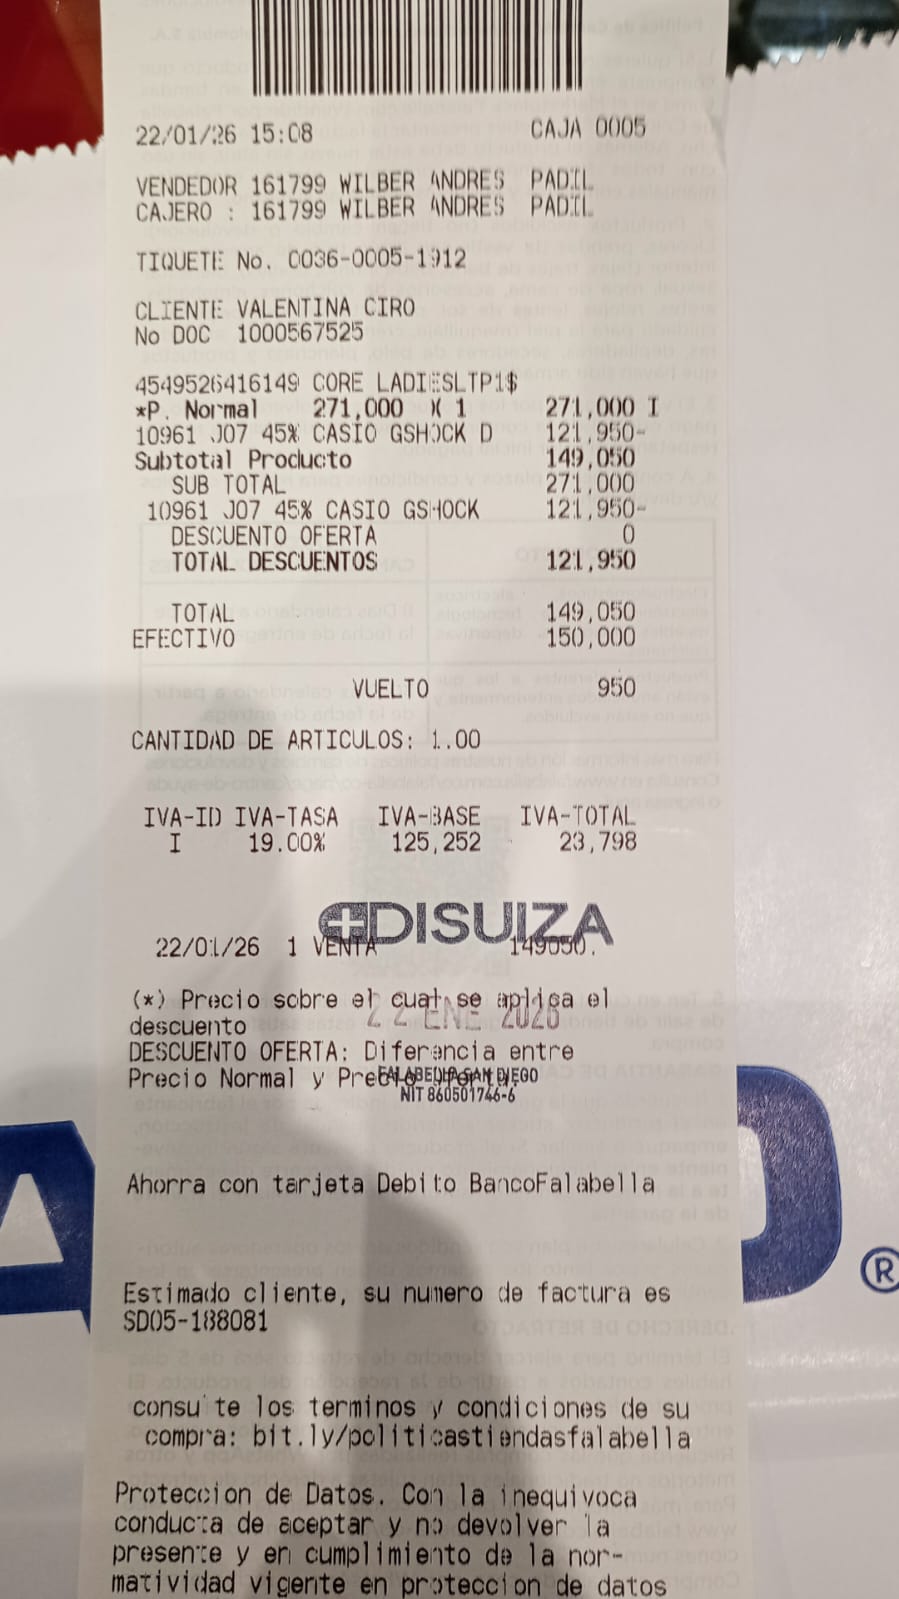 22/01/26 15:08 CAJA 0005
VENDEDOR 161799 WILBER ANDRES PADIL
CAJERO : 161799 WILBER ANDRES PADIL
TIQUETE No. C036-0005-1912
CLIENTE VALENTINA CIRO
No DOC 1000567525
4549526416149 CORE LADIESLTP1$
*P. Normal 271,000 X 1 271,000 I
10961 J07 45% CASIO GSHOCK D 121,950-
Subtotal Producto 149,050
SUB TOTAL 271,000
10961 J07 45% CASIO GSHOCK 121,950-
DESCUENTO OFERTA 0
TOTAL DESCUENTOS 121,950
TOTAL 149,050
EFECTIVO 150,000
VUELTO 950
CANTIDAD DE ARTICULOS: 1.00
IVA-ID IVA-TASA IVA-BASE IVA-TOTAL
I 19.00% 125,252 23,798
DISUIZA
22/01/26 1 VENTA 149050.
(*) Precio sobre el cual se aplica el
descuento
22 ENE 2026
DESCUENTO OFERTA: Diferencia entre
Precio Normal y Precio Oferta.
FALABELLA SAN DIEGO
NIT 860501746-6
Ahorra con tarjeta Debito BancoFalabella
Estimado cliente, su numero de factura es
SD05-188081
consulte los terminos y condiciones de su
compra: bit.ly/politicastiendasfalabella
Proteccion de Datos. Con la inequivoca
conducta de aceptar y no devolver la
presente y en cumplimiento de la nor-
matividad vigente en proteccion de datos
®